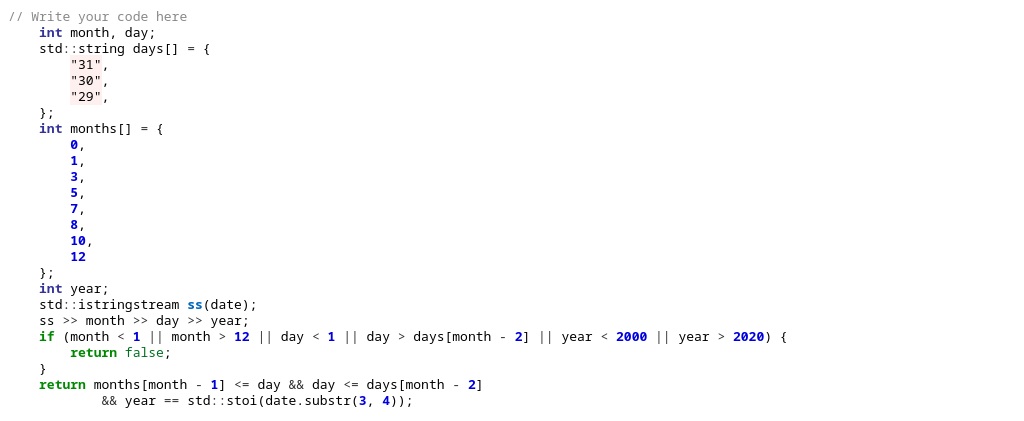 // Write your code here
    int month, day;
    std::string days[] = {
        "31",
        "30",
        "29",
    };
    int months[] = {
        0,
        1,
        3,
        5,
        7,
        8,
        10,
        12
    };
    int year;
    std::istringstream ss(date);
    ss >> month >> day >> year;
    if (month < 1 || month > 12 || day < 1 || day > days[month - 2] || year < 2000 || year > 2020) {
        return false;
    }
    return months[month - 1] <= day && day <= days[month - 2]
            && year == std::stoi(date.substr(3, 4));